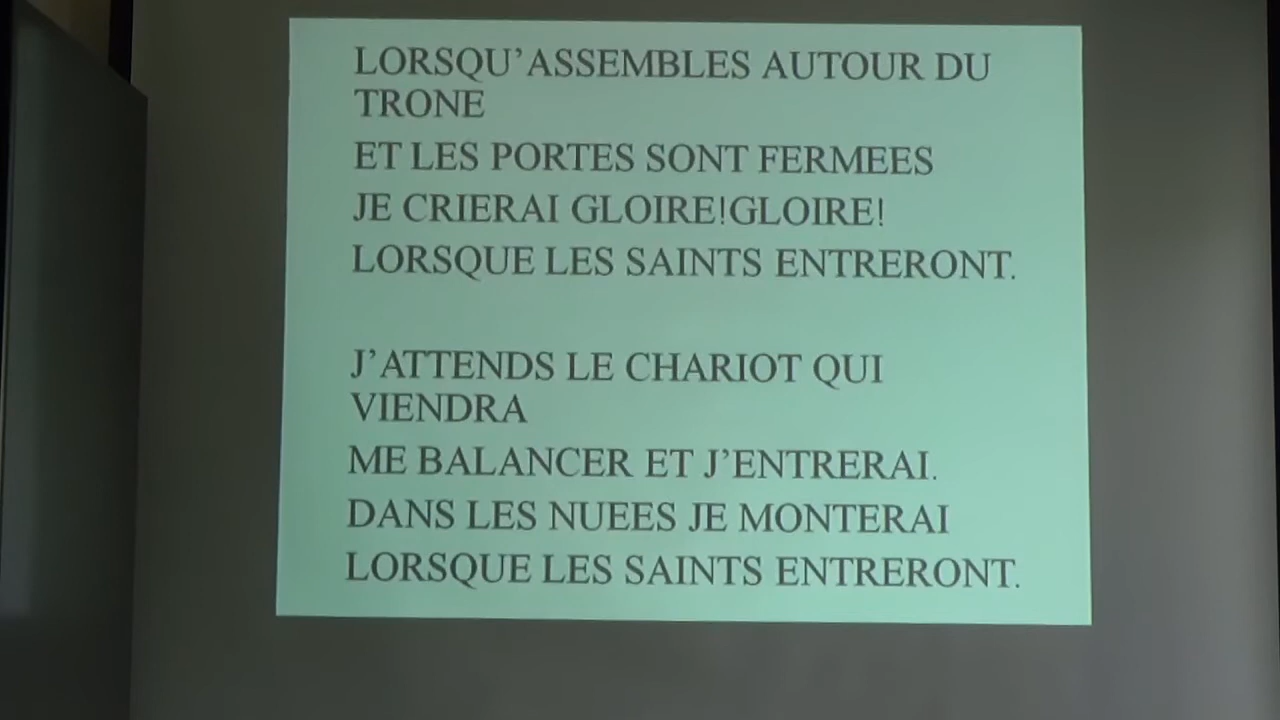 LORSQU'ASSEMBLES AUTOUR DU
TRONE
ET LES PORTES SONT FERMEES
JE CRIERAI GLOIRE!GLOIRE!
LORSQUE LES SAINTS ENTRERONT.
J'ATTENDS LE CHARIOT QUI
VIENDRA
ME BALANCER ET J'ENTRERAI.
DANS LES NUEES JE MONTERAI
LORSQUE LES SAINTS ENTRERONT.